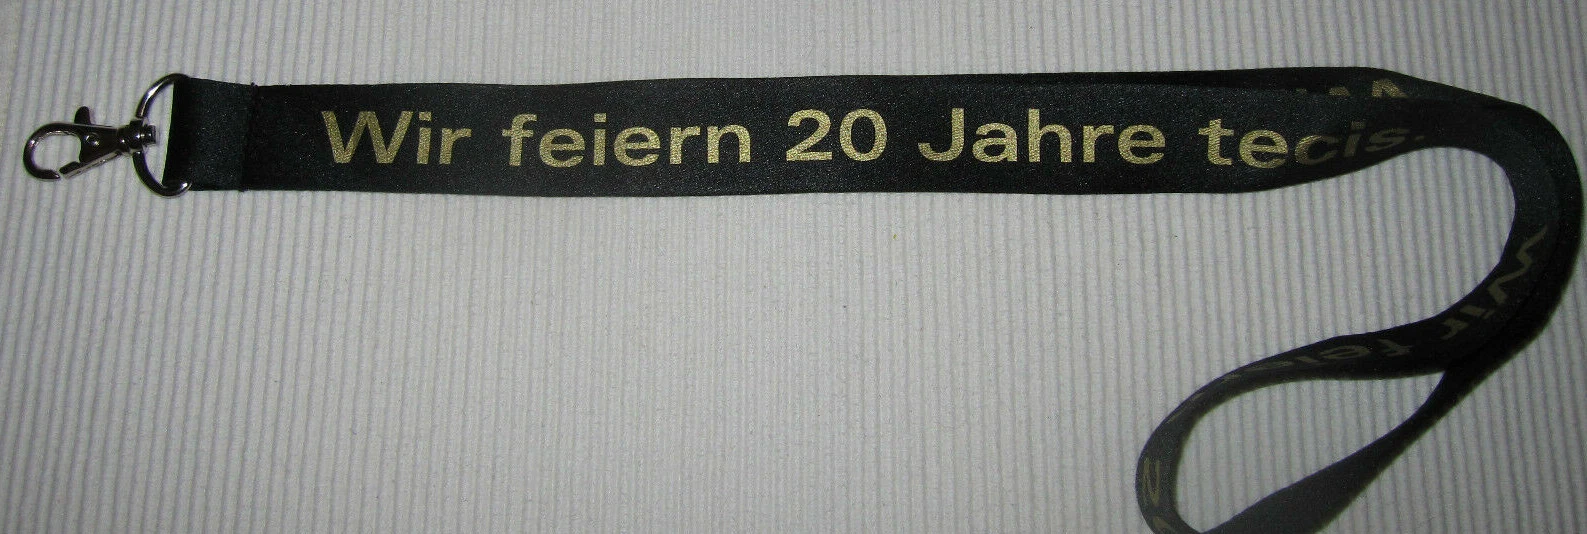 Wir feiern 20 Jahre tecis.
Wir feiern